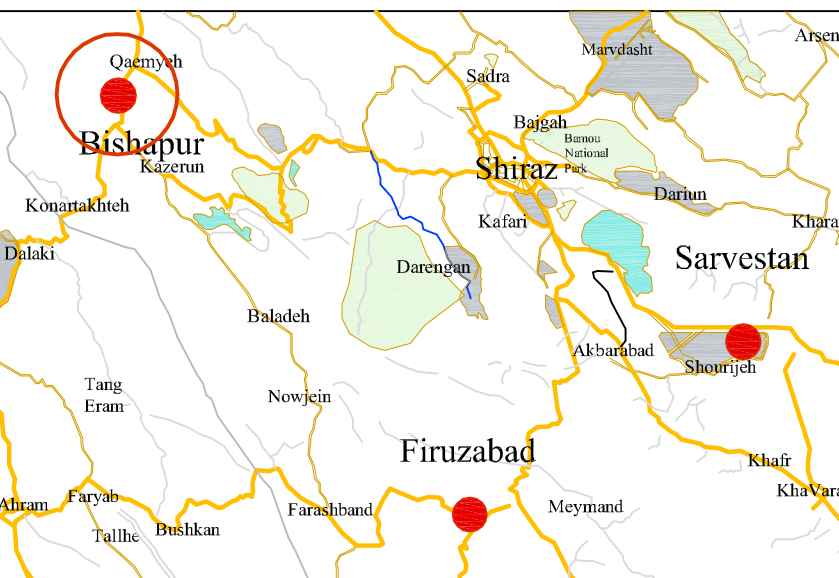 Arsen
Marvdasht
Qaemyeh
Sadra
Bajgah
Bamou
National
Park
Bishapur
Kazerun
Shiraz
Dariun
Konartakhteh
Kafari
Khara
Dalaki
Darengan
Sarvestan
Baladeh
Akbarabad
Shourijeh
Tang
Eram
Nowjein
Firuzabad
Khafr
KhaVara
Faryab
Ahram
Farashband
Meymand
Bushkan
Tallhe